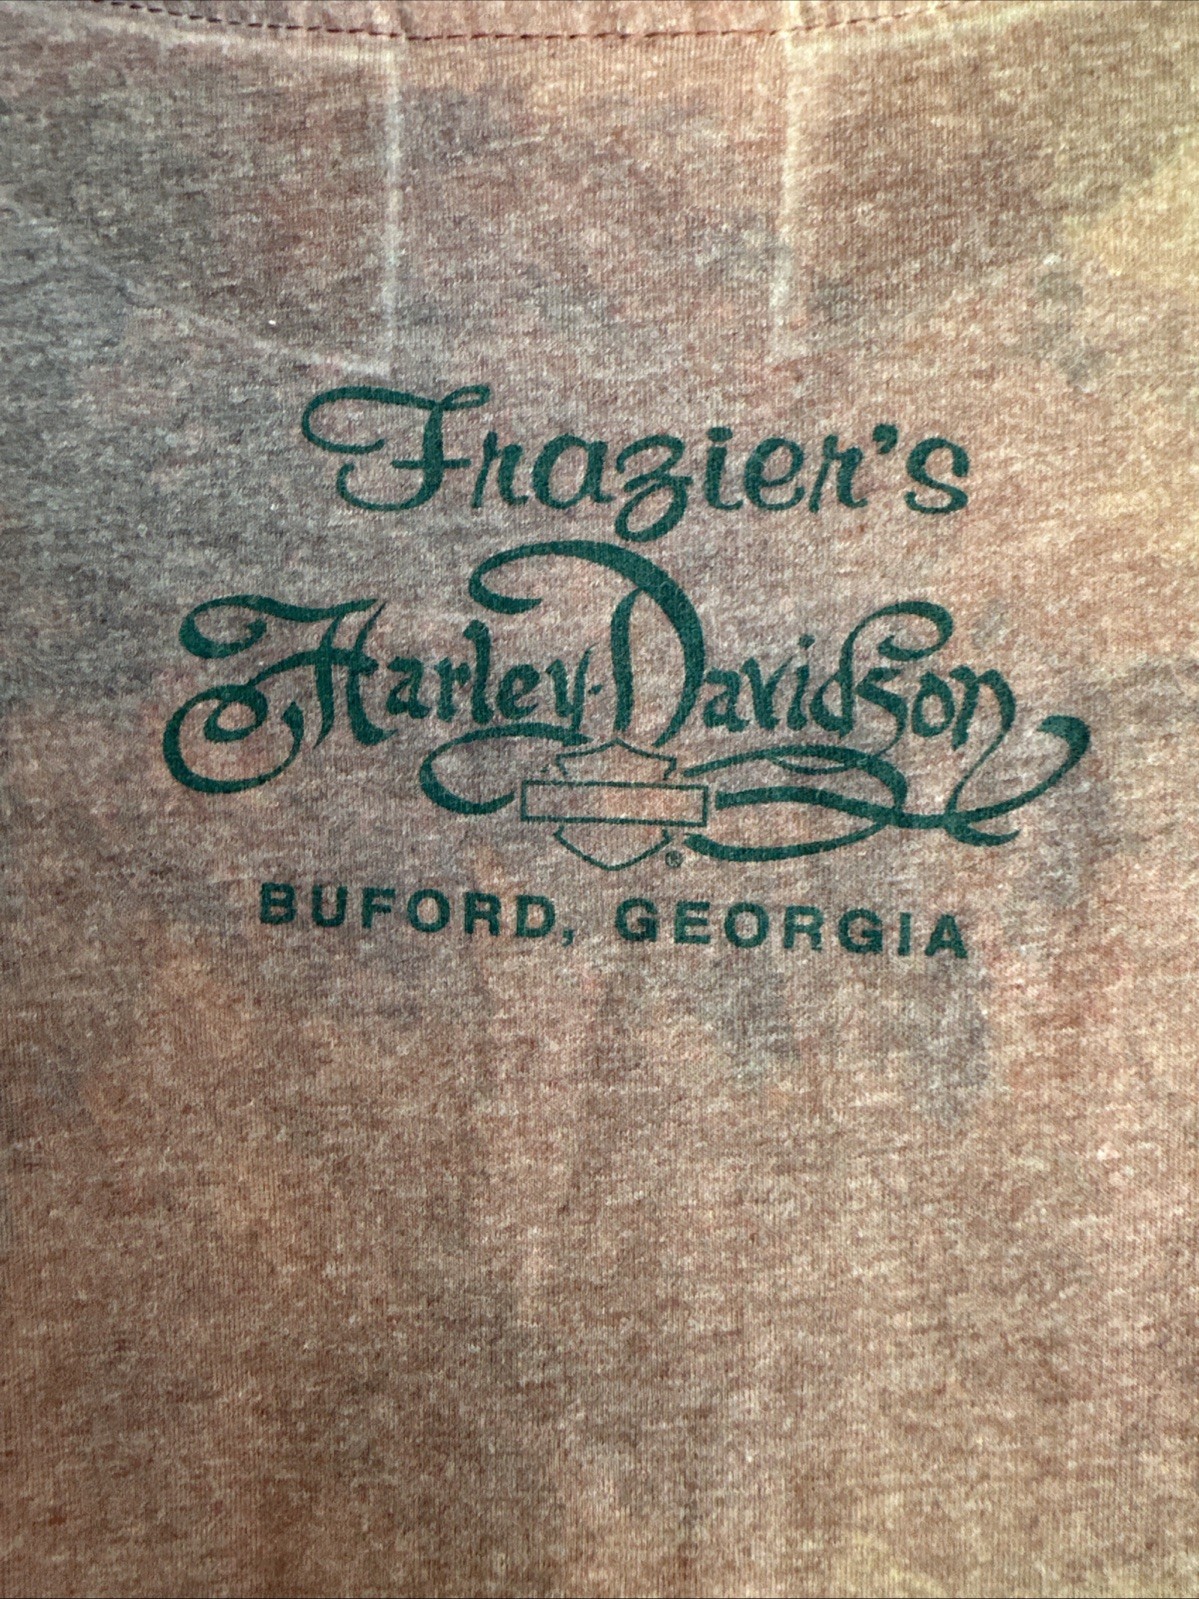 Frazier's
Harley-Davidson
®
BUFORD, GEORGIA